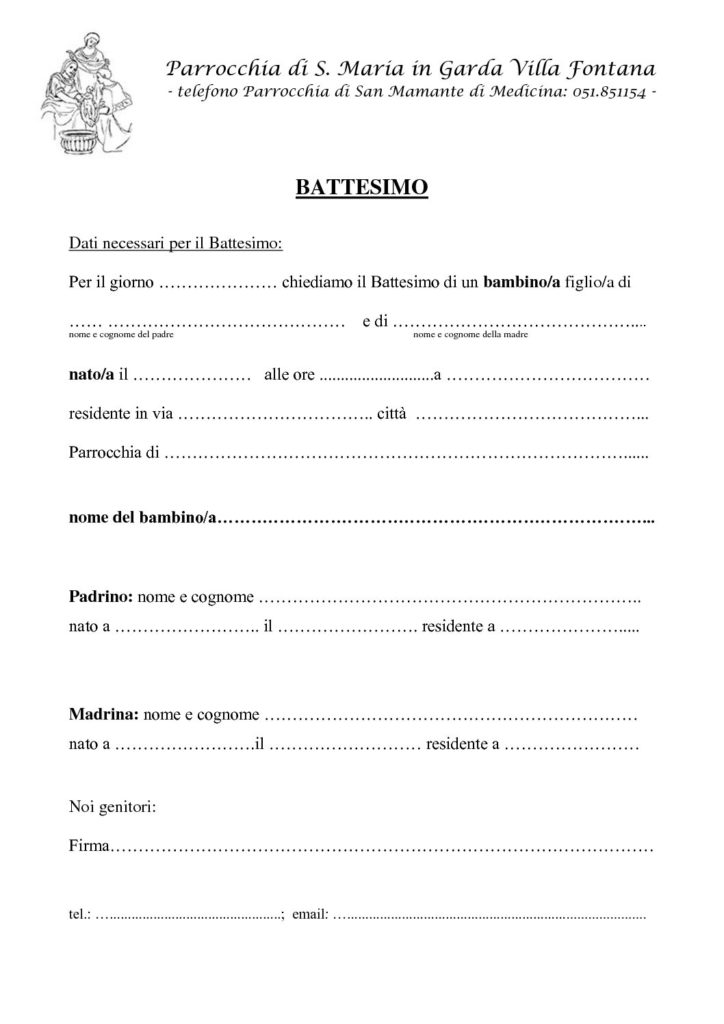 Parrocchia di S. Maria in Garda Villa Fontana
- telefono Parrocchia di San Mamante di Medicina: 051.851154 -
BATTESIMO
Dati necessari per il Battesimo:
Per il giorno ………………… chiediamo il Battesimo di un bambino/a figlio/a di
…… …………………………………… e di ……………………………………....
nome e cognome del padre nome e cognome della madre
nato/a il ………………… alle ore ...........................a ………………………………
residente in via …………………………….. città …………………………………...
Parrocchia di ………………………………………………………………………......
nome del bambino/a…………………………………………………………………...
Padrino: nome e cognome …………………………………………………………..
nato a …………………….. il ……………………. residente a ………………….....
Madrina: nome e cognome …………………………………………………………
nato a …………………….il ……………………… residente a ……………………
Noi genitori:
Firma……………………………………………………………………………………
tel.: …...............................................; email: ….................................................................................